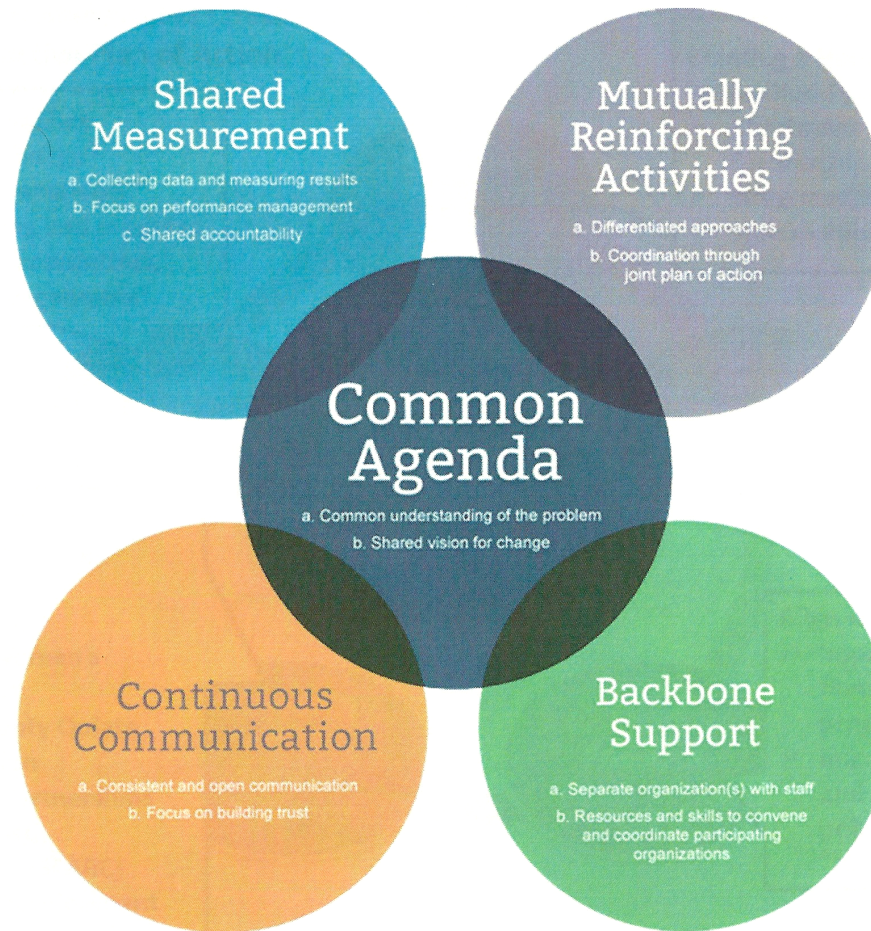 Shared
Measurement
a. Collecting data and measuring results
b. Focus on performance management
c. Shared accountability
Mutually
Reinforcing
Activities
a. Differentiated approaches
b. Coordination through
joint plan of action
Common
Agenda
a. Common understanding of the problem
b. Shared vision for change
Continuous
Communication
a. Consistent and open communication
b. Focus on building trust
Backbone
Support
a. Separate organization(s) with staff
b. Resources and skills to convene
and coordinate participating
organizations